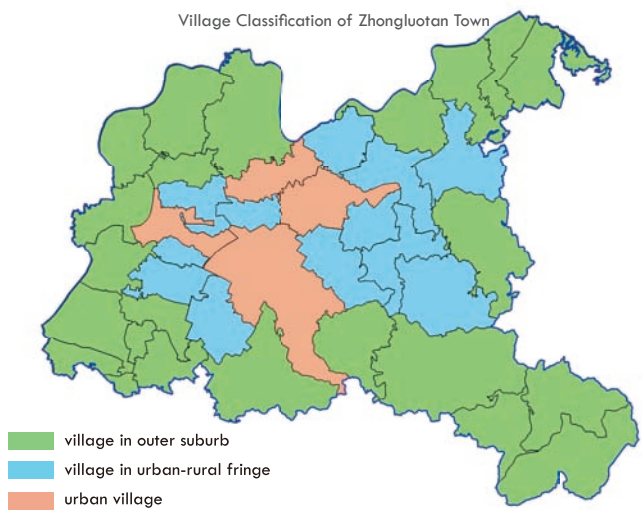 Village Classification of Zhongluotan Town
village in outer suburb
village in urban-rural fringe
urban village